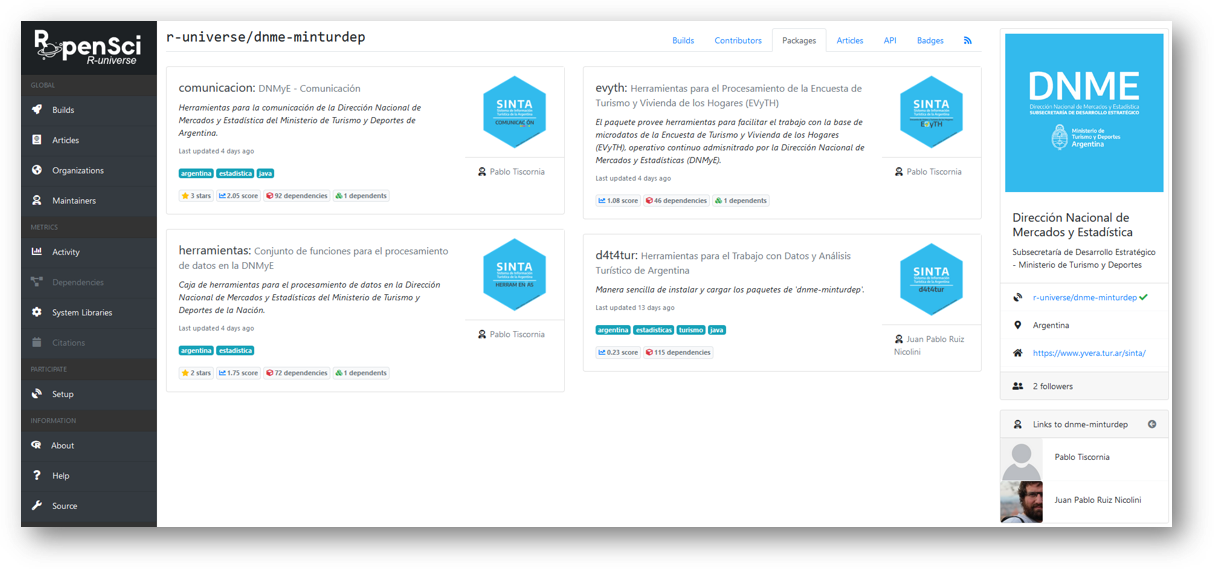 R OpenSci
R-universe
GLOBAL
Builds
Articles
Organizations
Maintainers
METRICS
Activity
Dependencies
System Libraries
Citations
PARTICIPATE
Setup
INFORMATION
About
Help
Source
r-universe/dnme-minturdep
Builds
Contributors
Packages
Articles
API
Badges
comunicacion: DNMyE - Comunicación
Herramientas para la comunicación de la Dirección Nacional de
Mercados y Estadística del Ministerio de Turismo y Deportes de
Argentina.
Last updated 4 days ago
argentina estadistica java
3 stars 2.05 score 92 dependencies 1 dependents
SINTA
COMUNICACIÓN
Pablo Tiscornia
evyth: Herramientas para el Procesamiento de la Encuesta de
Turismo y Vivienda de los Hogares (EVyTH)
El paquete provee herramientas para facilitar el trabajo con la base de
microdatos de la Encuesta de Turismo y Vivienda de los Hogares
(EVyTH), operativo continuo admisnitrado por la Dirección Nacional de
Mercados y Estadísticas (DNMyE).
Last updated 4 days ago
1.08 score 46 dependencies 1 dependents
SINTA
EVyTH
Pablo Tiscornia
herramientas: Conjunto de funciones para el procesamiento
de datos en la DNMyE
Caja de herramientas para el procesamiento de datos en la Dirección
Nacional de Mercados y Estadísticas del Ministerio de Turismo y
Deportes de la Nación.
Last updated 4 days ago
argentina estadistica
2 stars 1.75 score 72 dependencies 1 dependents
SINTA
Pablo Tiscornia
d4t4tur: Herramientas para el Trabajo con Datos y Análisis
Turístico de Argentina
Manera sencilla de instalar y cargar los paquetes de 'dnme-minturdep'.
Last updated 13 days ago
argentina estadisticas turismo java
0.23 score 115 dependencies
SINTA
d4t4tur
Juan Pablo Ruiz
Nicolini
DNME
Dirección Nacional de Mercados y Estadística
SUBSECRETARÍA DE DESARROLLO ESTRATÉGICO
Ministerio de
Turismo y Deportes
Argentina
Dirección Nacional de
Mercados y Estadística
Subsecretaría de Desarrollo Estratégico
- Ministerio de Turismo y Deportes
r-universe/dnme-minturdep
Argentina
https://www.yvera.tur.ar/sinta/
2 followers
Links to dnme-minturdep
Pablo Tiscornia
Juan Pablo Ruiz Nicolini